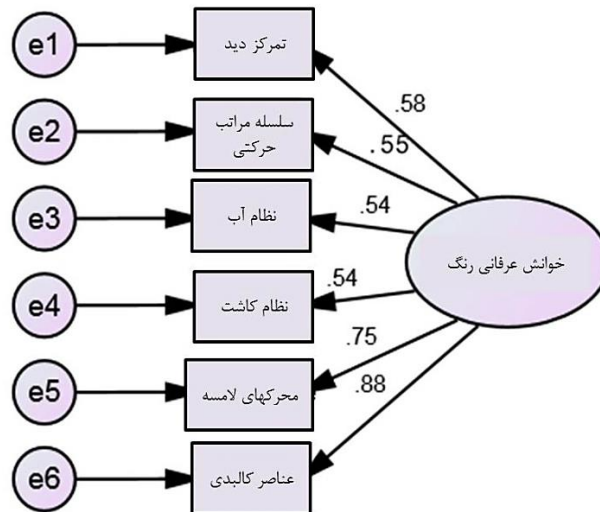 e1
تمرکز دید
.58
e2
سلسله مراتب
حرکتی
.55
e3
نظام آب
.54
خوانش عرفانی رنگ
e4
نظام کاشت
.54
e5
محرکهای لامسه
.75
e6
عناصر کالبدی
.88